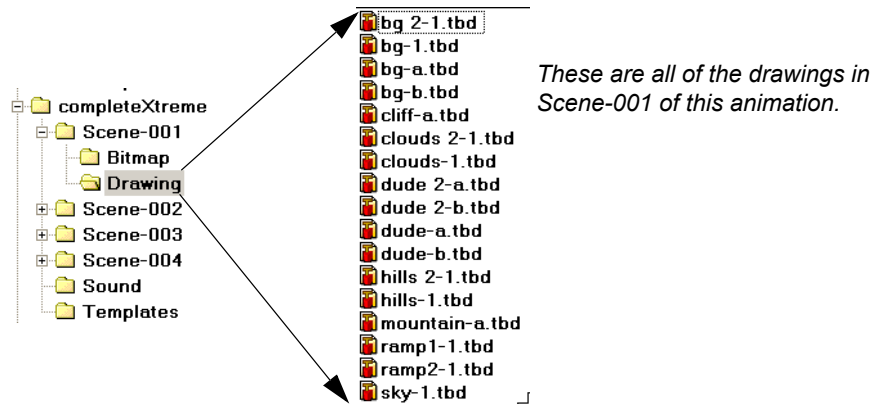 completeXtreme
Scene-001
Bitmap
Drawing
Scene-002
Scene-003
Scene-004
Sound
Templates
bg 2-1.tbd
bg-1.tbd
bg-a.tbd
bg-b.tbd
cliff-a.tbd
clouds 2-1.tbd
clouds-1.tbd
dude 2-a.tbd
dude 2-b.tbd
dude-a.tbd
dude-b.tbd
hills 2-1.tbd
hills-1.tbd
mountain-a.tbd
ramp1-1.tbd
ramp2-1.tbd
sky-1.tbd
These are all of the drawings in
Scene-001 of this animation.